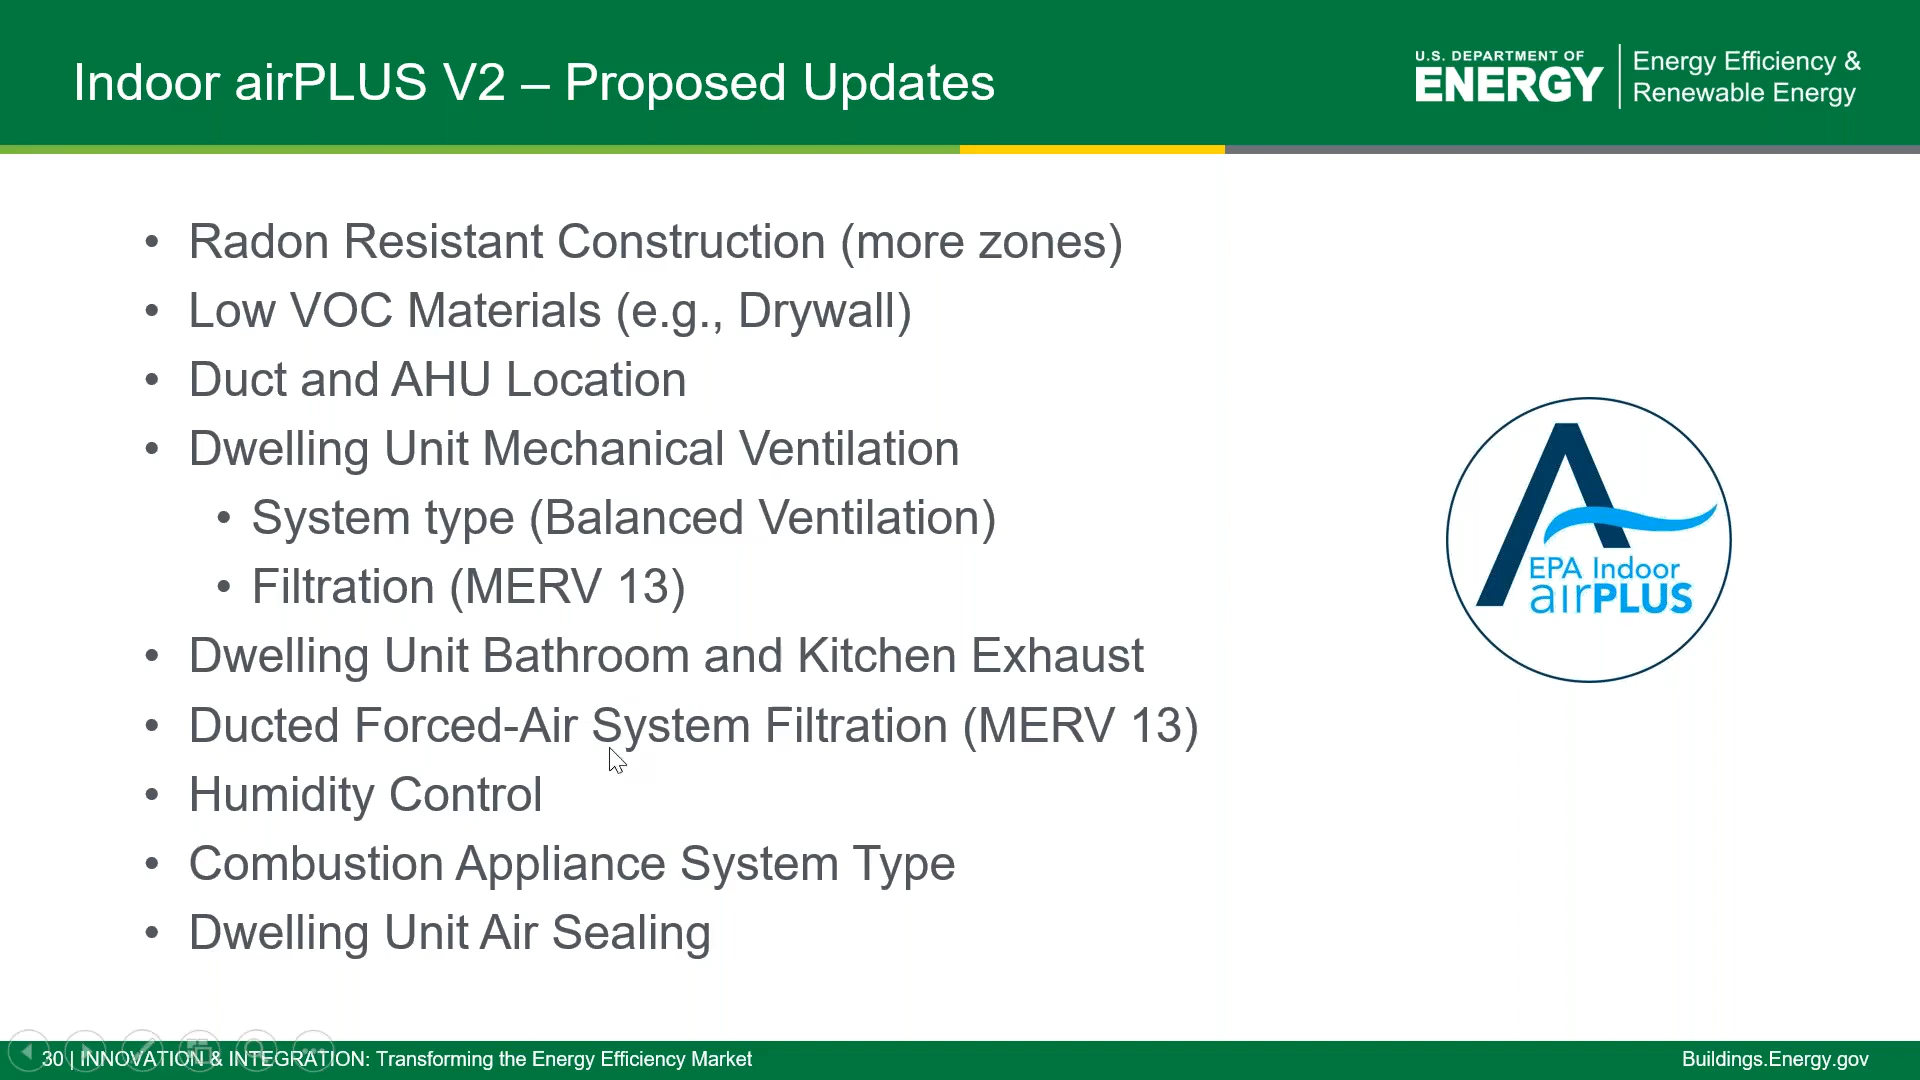 Indoor airPLUS V2 – Proposed Updates
U.S. DEPARTMENT OF
ENERGY
Energy Efficiency &
Renewable Energy
• Radon Resistant Construction (more zones)
• Low VOC Materials (e.g., Drywall)
• Duct and AHU Location
• Dwelling Unit Mechanical Ventilation
• System type (Balanced Ventilation)
• Filtration (MERV 13)
• Dwelling Unit Bathroom and Kitchen Exhaust
• Ducted Forced-Air System Filtration (MERV 13)
• Humidity Control
• Combustion Appliance System Type
• Dwelling Unit Air Sealing
EPA Indoor
airPLUS
30 | INNOVATION & INTEGRATION: Transforming the Energy Efficiency Market
Buildings.Energy.gov